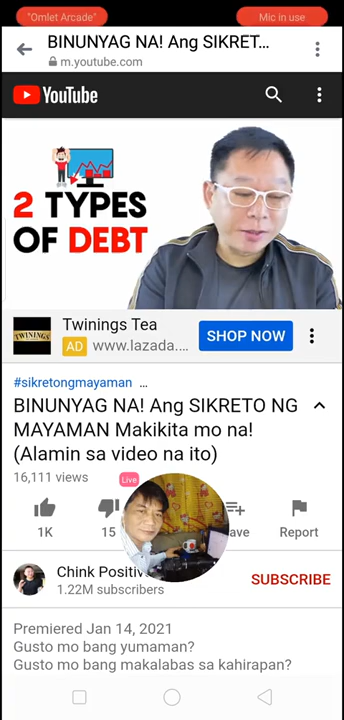 "Omlet Arcade"
Mic in use
BINUNYAG NA! Ang SIKRET...
m.youtube.com
YouTube
2 TYPES
OF DEBT
TWININGS
Twinings Tea
AD www.lazada....
SHOP NOW
#sikretongmayaman ...
BINUNYAG NA! Ang SIKRETO NG
MAYAMAN Makikita mo na!
(Alamin sa video na ito)
16,111 views
Live
1K
15
ave
Report
Chink Positiv
1.22M subscribers
SUBSCRIBE
Premiered Jan 14, 2021
Gusto mo bang yumaman?
Gusto mo bang makalabas sa kahirapan?